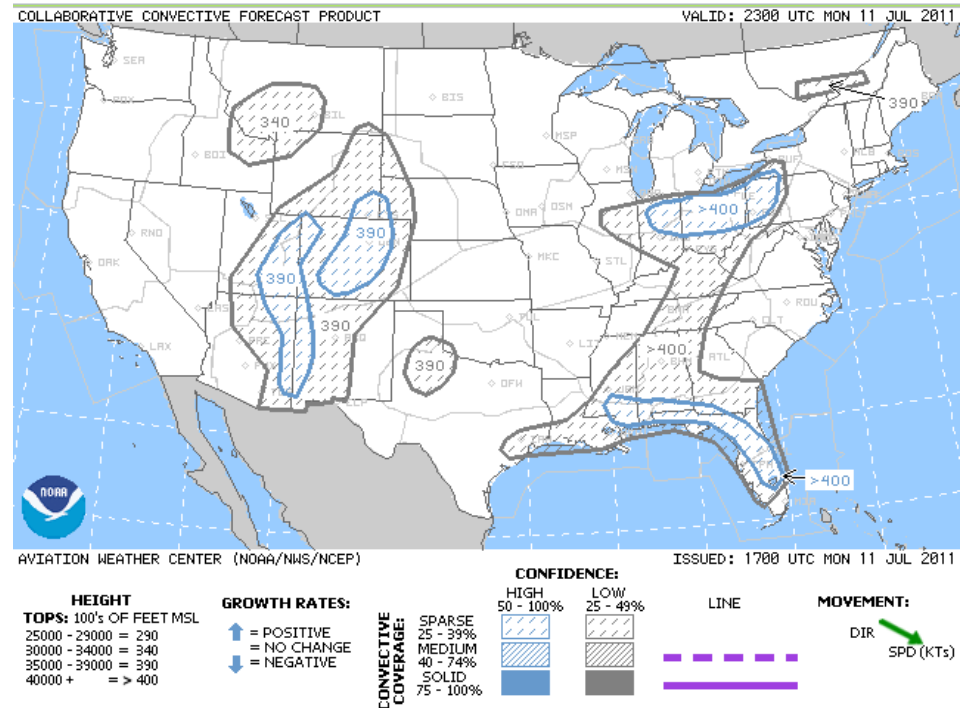 COLLABORATIVE CONVECTIVE FORECAST PRODUCT
VALID: 2300 UTC MON 11 JUL 2011
SEA
BIS
340
BIL
390
MSP
BOI
BUF
>400
390
OMA
DSM
RNO
390
MKC
STL
OAK
390
ROU
CLT
LAX
LIT
>400
ATL
390
DFW
NOAA
>400
AVIATION WEATHER CENTER (NOAA/NWS/NCEP)
ISSUED: 1700 UTC MON 11 JUL 2011
CONFIDENCE:
HEIGHT
TOPS: 100's OF FEET MSL
25000 - 29000 = 290
30000 - 34000 = 340
35000 - 39000 = 390
40000 + = > 400
GROWTH RATES:
= POSITIVE
= NO CHANGE
= NEGATIVE
CONVECTIVE COVERAGE:
HIGH
50 - 100%
LOW
25 - 49%
SPARSE
25 - 39%
MEDIUM
40 - 74%
SOLID
75 - 100%
LINE
MOVEMENT:
DIR
SPD (KTs)